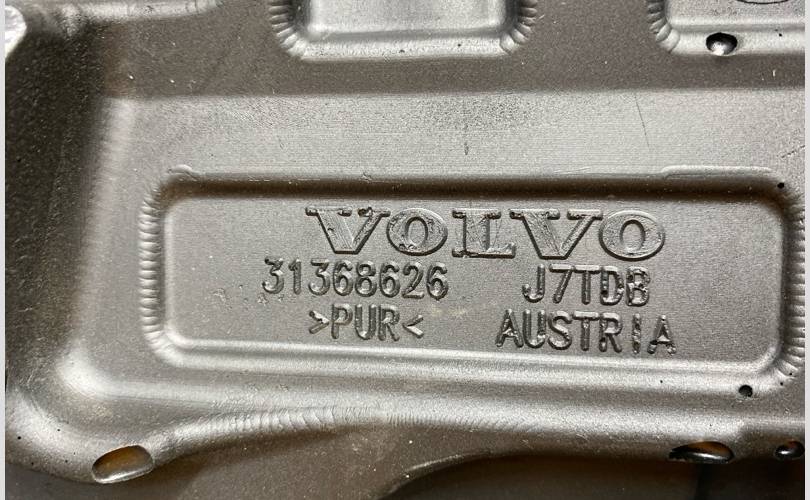 VOLVO
31368626 J7TDB
>PUR< AUSTRIA